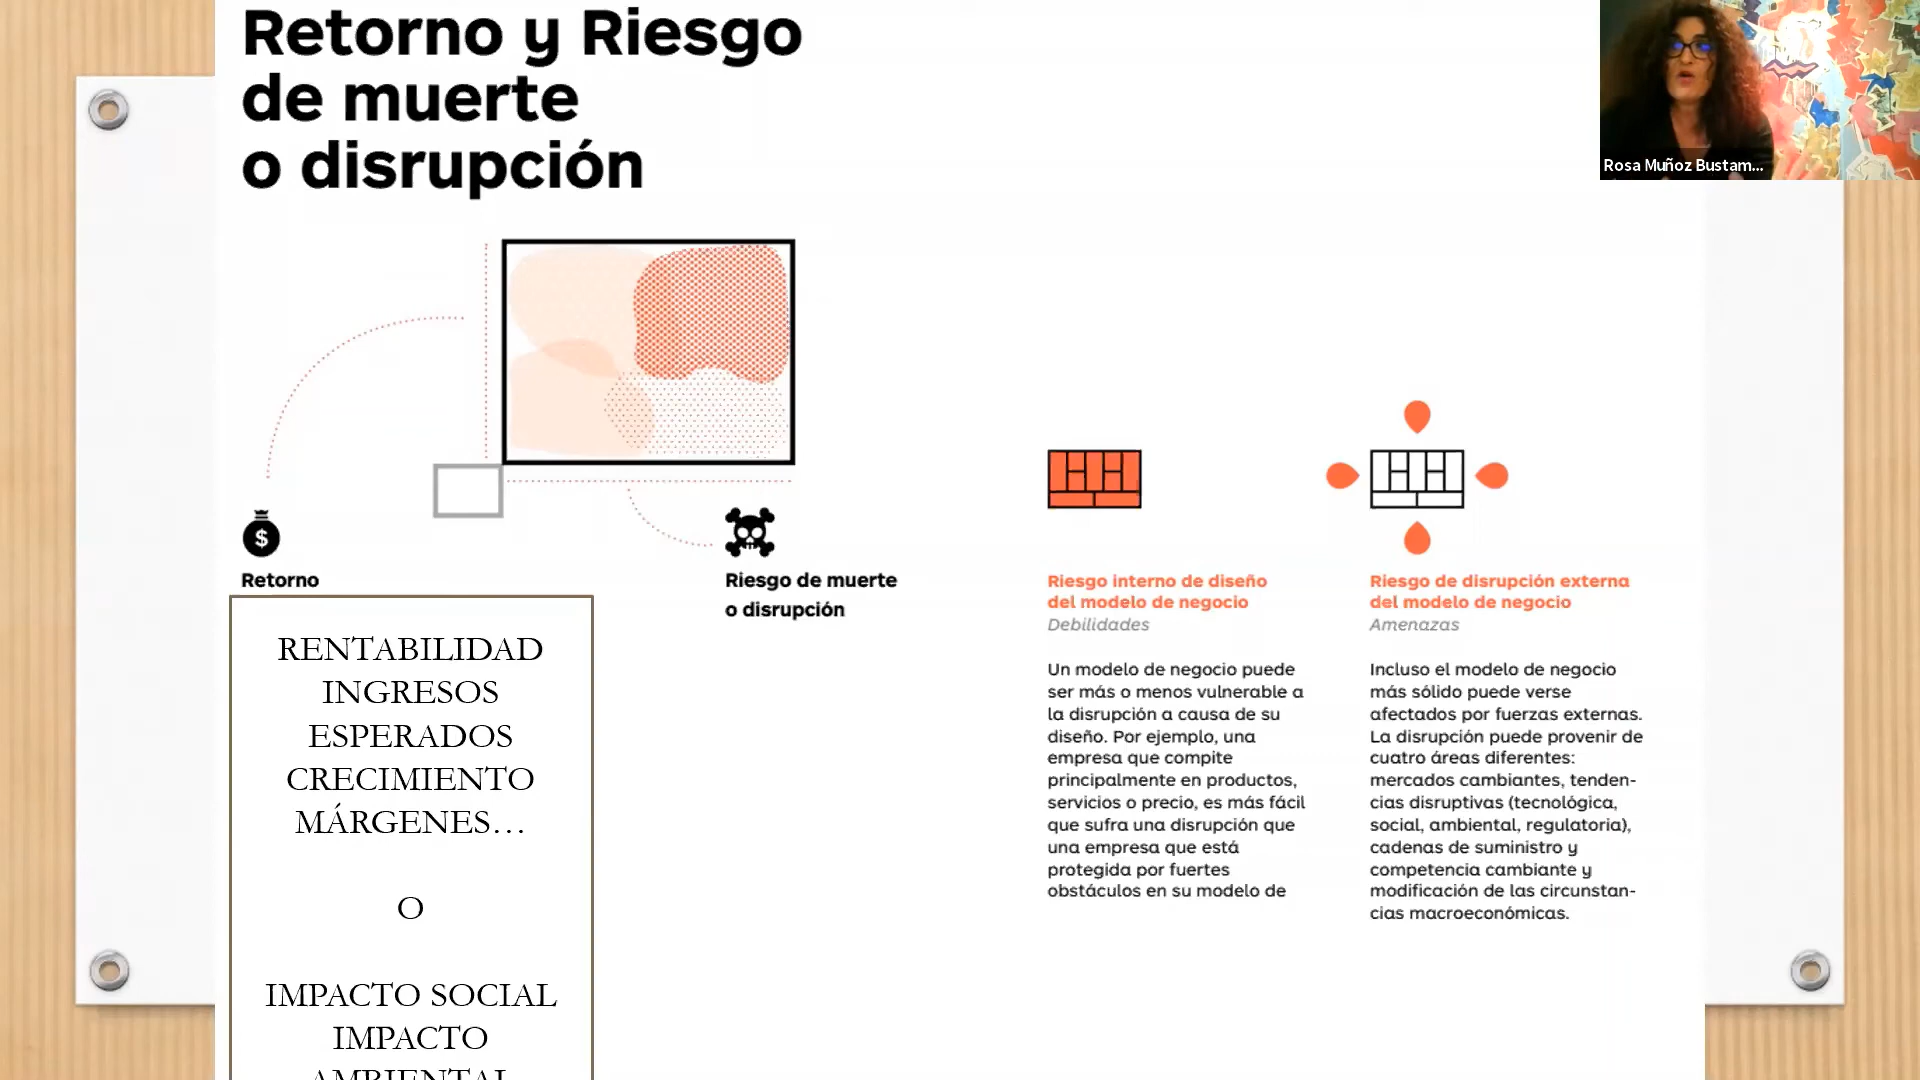 Retorno y Riesgo
de muerte
o disrupción
Rosa Muñoz Bustam...
$
Retorno
Riesgo de muerte
o disrupción
RENTABILIDAD
INGRESOS
ESPERADOS
CRECIMIENTO
MÁRGENES...
O
IMPACTO SOCIAL
IMPACTO
AMBIENTAL
Riesgo interno de diseño
del modelo de negocio
Debilidades
Un modelo de negocio puede
ser más o menos vulnerable a
la disrupción a causa de su
diseño. Por ejemplo, una
empresa que compite
principalmente en productos,
servicios o precio, es más fácil
que sufra una disrupción que
una empresa que está
protegida por fuertes
obstáculos en su modelo de
Riesgo de disrupción externa
del modelo de negocio
Amenazas
Incluso el modelo de negocio
más sólido puede verse
afectados por fuerzas externas.
La disrupción puede provenir de
cuatro áreas diferentes:
mercados cambiantes, tenden-
cias disruptivas (tecnológica,
social, ambiental, regulatoria),
cadenas de suministro y
competencia cambiante y
modificación de las circunstan-
cias macroeconómicas.